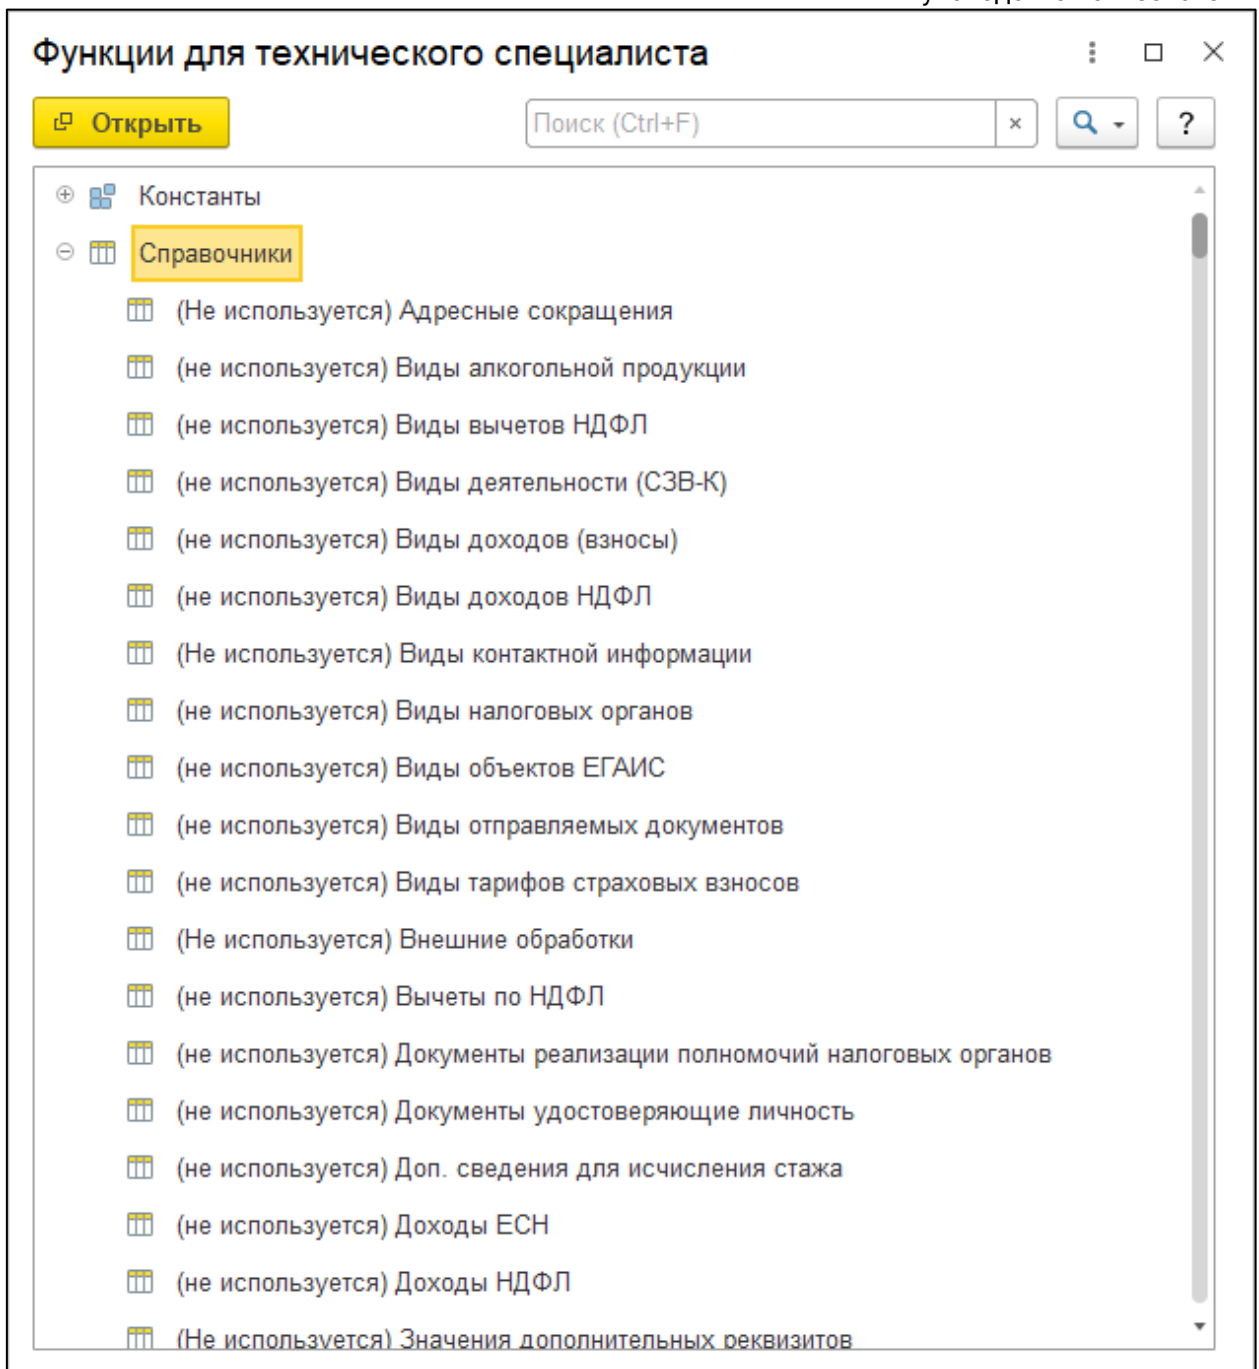 Функции для технического специалиста
Открыть
Поиск (Ctrl+F)
?
Константы
Справочники
(Не используется) Адресные сокращения
(не используется) Виды алкогольной продукции
(не используется) Виды вычетов НДФЛ
(не используется) Виды деятельности (СЗВ-К)
(не используется) Виды доходов (взносы)
(не используется) Виды доходов НДФЛ
(Не используется) Виды контактной информации
(не используется) Виды налоговых органов
(не используется) Виды объектов ЕГАИС
(не используется) Виды отправляемых документов
(не используется) Виды тарифов страховых взносов
(Не используется) Внешние обработки
(не используется) Вычеты по НДФЛ
(не используется) Документы реализации полномочий налоговых органов
(не используется) Документы удостоверяющие личность
(не используется) Доп. сведения для исчисления стажа
(не используется) Доходы ЕСН
(не используется) Доходы НДФЛ
(Не используется) Значения дополнительных реквизитов